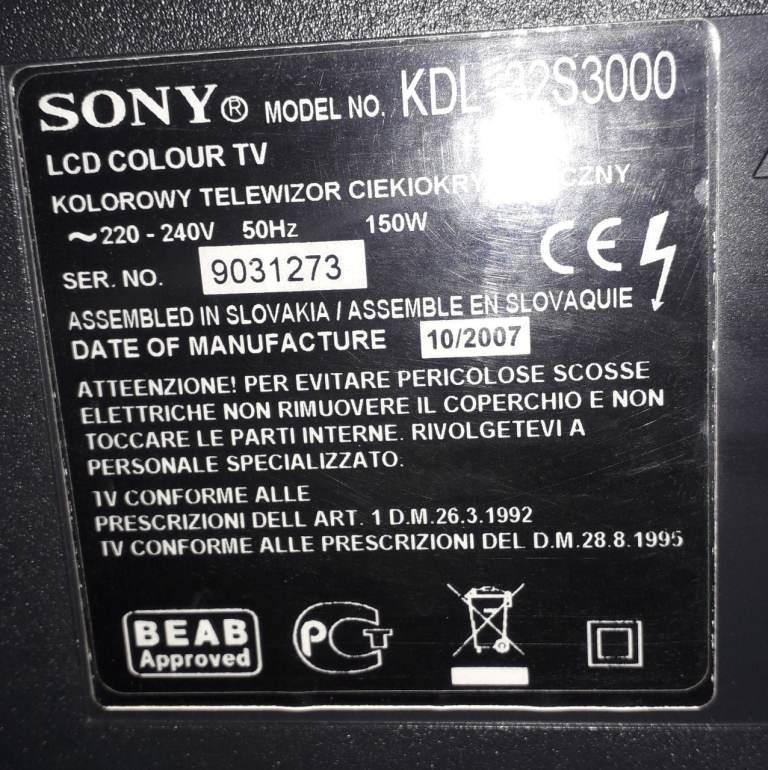 SONY® MODEL NO. KDL-32S3000
LCD COLOUR TV
KOLOROWY TELEWIZOR
~220 - 240V 50Hz 150W
CE
SER. NO. 9031273
ASSEMBLED IN SLOVAKIA / ASSEMBLE EN SLOVAQUIE
DATE OF MANUFACTURE 10/2007
ATTEENZIONE! PER EVITARE PERICOLOSE SCOSSE
ELETTRICHE NON RIMUOVERE IL COPERCHIO E NON
TOCCARE LE PARTI INTERNE. RIVOLGETEVI A
PERSONALE SPECIALIZZATO.
TV CONFORME ALLE
PRESCRIZIONI DELL ART. 1 D.M.26.3.1992
TV CONFORME ALLE PRESCRIZIONI DEL D.M.28.8.1995
BEAB
Approved
PCT